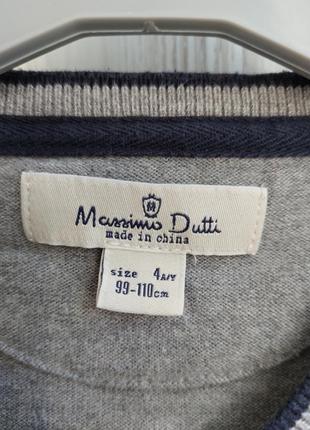 M
Massimo Dutti
made in china
size 4A/Y
99-110cm